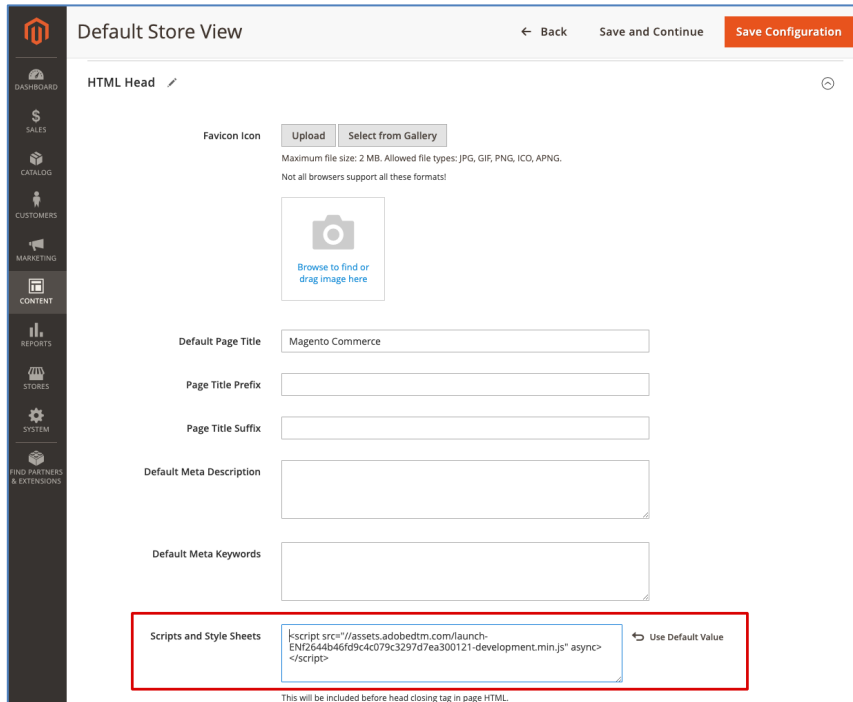 Default Store View
← Back
Save and Continue
Save Configuration
DASHBOARD
$
SALES
CATALOG
CUSTOMERS
MARKETING
CONTENT
REPORTS
STORES
SYSTEM
FIND PARTNERS
& EXTENSIONS
HTML Head
Favicon Icon
Upload
Select from Gallery
Maximum file size: 2 MB. Allowed file types: JPG, GIF, PNG, ICO, APNG.
Not all browsers support all these formats!
Browse to find or
drag image here
Default Page Title
Magento Commerce
Page Title Prefix
Page Title Suffix
Default Meta Description
Default Meta Keywords
Scripts and Style Sheets
<script src="//assets.adobedtm.com/launch-
ENf2644b46fd9c4c079c3297d7ea300121-development.min.js" async>
</script>
Use Default Value
This will be included before head closing tag in page HTML.